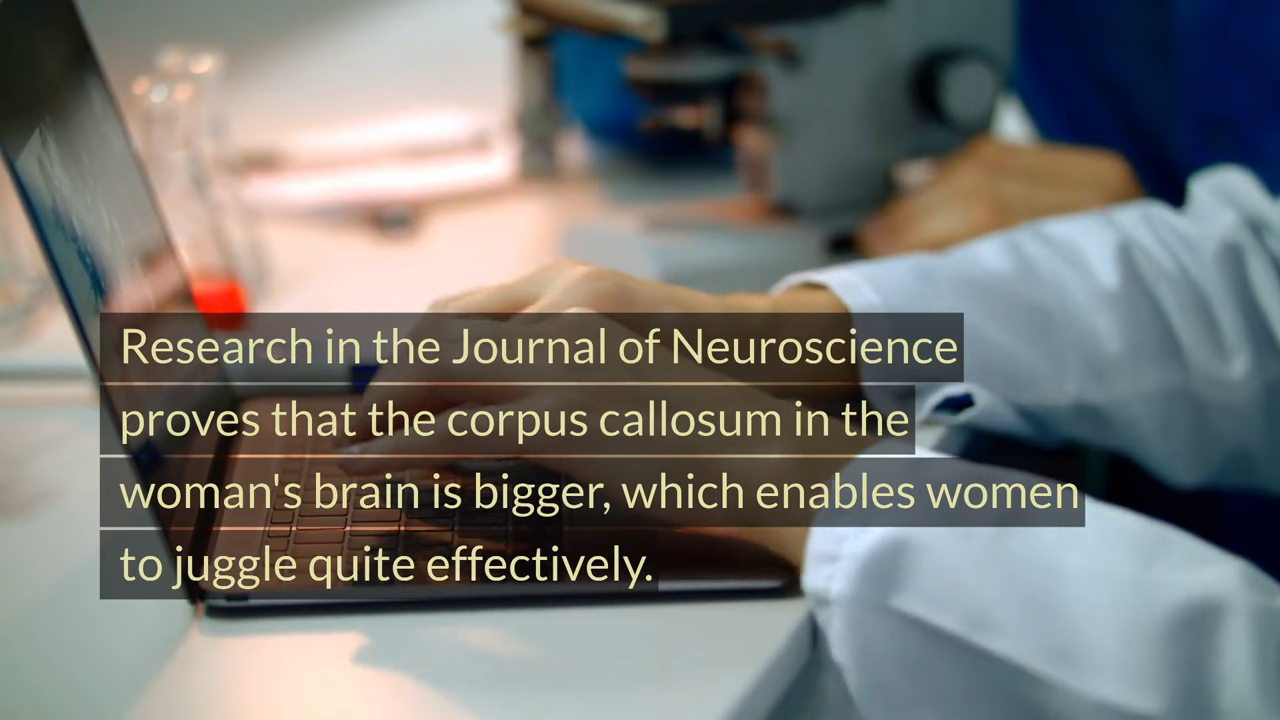 Research in the Journal of Neuroscience
proves that the corpus callosum in the
woman's brain is bigger, which enables women
to juggle quite effectively.